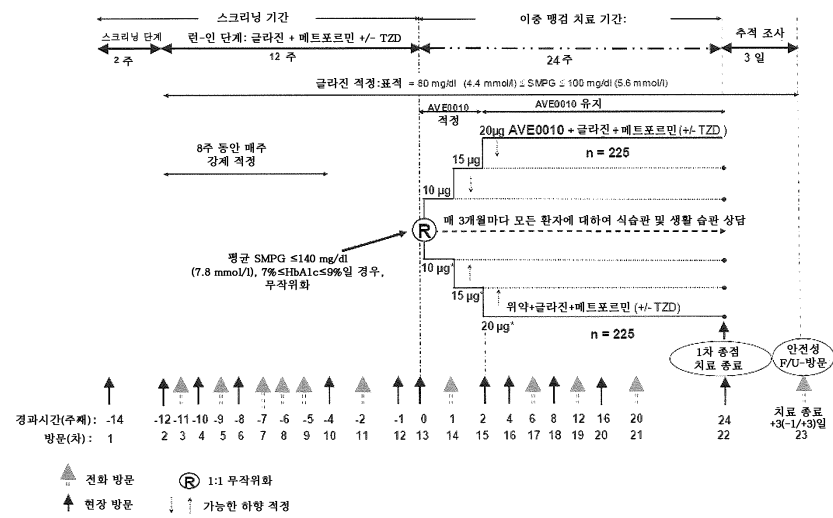 스크리닝 기간
이중 맹검 치료 기간:
스크리닝 단계
런-인 단계: 글라진 + 메트포르민 +/- TZD
추적 조사
2 주
12 주
24주
3 일
글라진 적정:표적 = 80 mg/dl (4.4 mmol/l) ≤ SMPG ≤ 100 mg/dl (5.6 mmol/l)
AVE0010
적정
AVE0010 유지
20μg AVE0010 + 글라진 + 메트포르민 (+/- TZD)
8주 동안 매주
강제 적정
n = 225
15 μg
10 μg
R
매 3개월마다 모든 환자에 대하여 식습관 및 생활 습관 상담
평균 SMPG ≤140 mg/dl
(7.8 mmol/l), 7%≤HbA1c≤9%일 경우,
무작위화
10 μg*
15 μg*
위약+글라진+메트포르민 (+/- TZD)
20 μg*
n = 225
1차 종점
치료 종료
안전성
F/U-방문
경과시간(주째): -14 -12 -11 -10 -9 -8 -7 -6 -5 -4 -2 -1 0 1 2 4 6 8 12 16 20 24 치료 종료
+3(-1/+3)일
방문(차): 1 2 3 4 5 6 7 8 9 10 11 12 13 14 15 16 17 18 19 20 21 22 23
전화 방문
R 1:1 무작위화
현장 방문
가능한 하향 적정